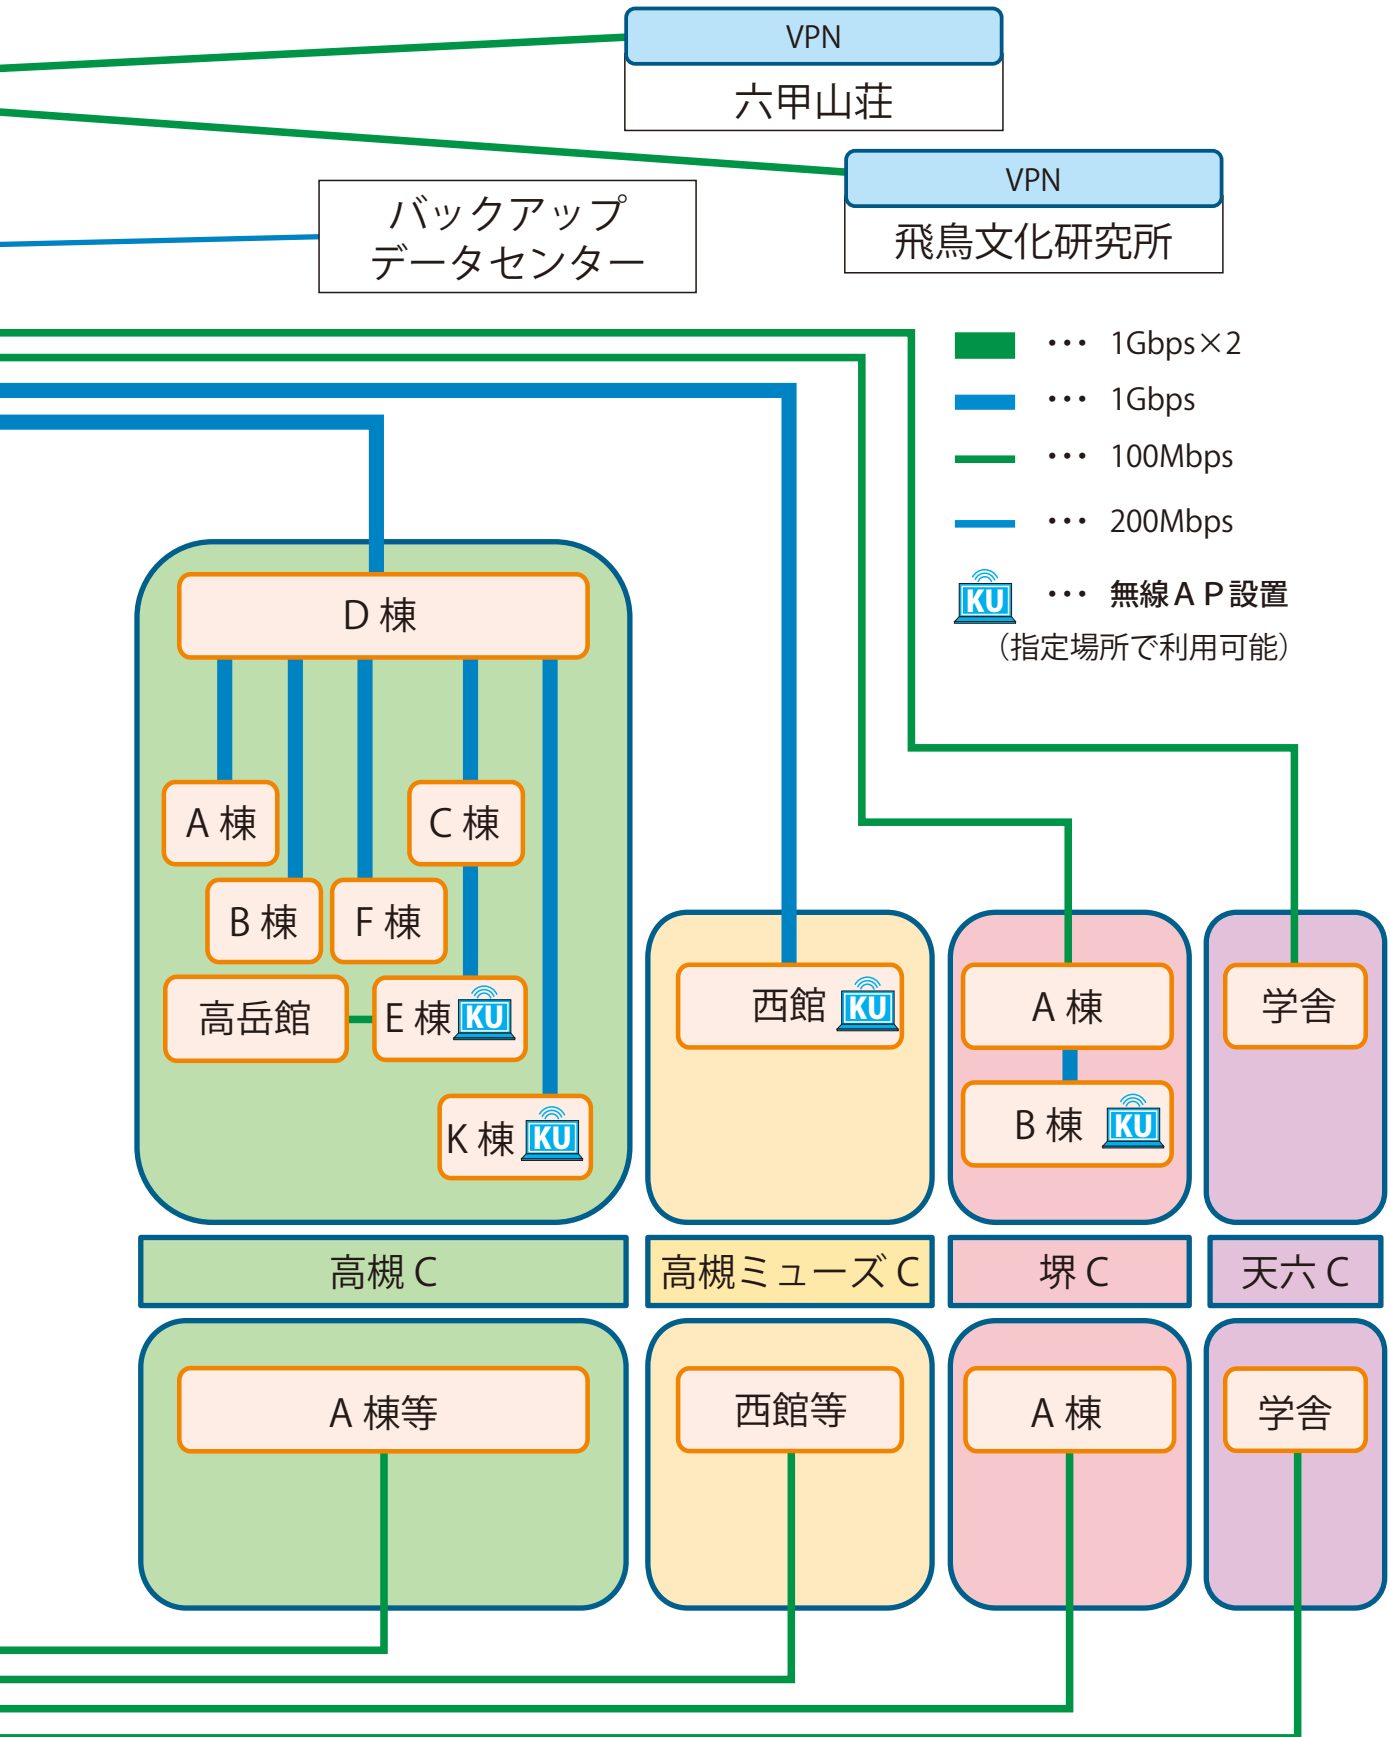 VPN
六甲山荘
VPN
飛鳥文化研究所
バックアップ
データセンター
・・・ 1Gbps×2
・・・ 1Gbps
・・・ 100Mbps
・・・ 200Mbps
KU ・・・ 無線ＡＰ設置
（指定場所で利用可能）
D 棟
A 棟
C 棟
B 棟
F 棟
高岳館
E 棟 KU
K 棟 KU
西館 KU
A 棟
B 棟 KU
学舎
高槻 C
高槻ミューズ C
堺 C
天六 C
A 棟等
西館等
A 棟
学舎